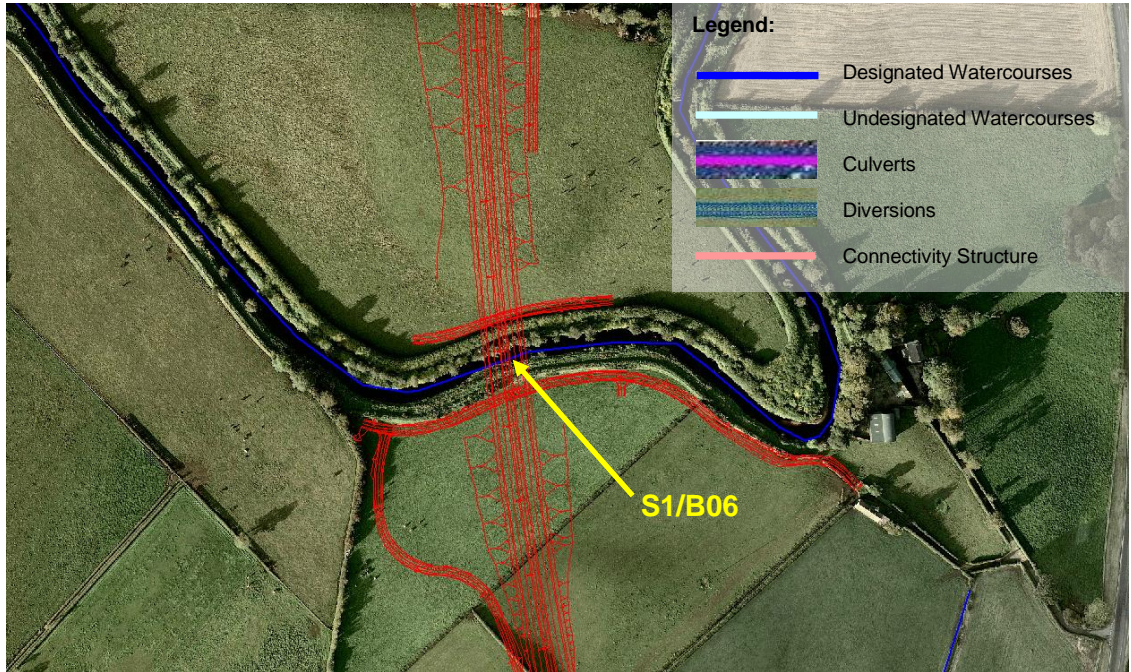 Legend:
Designated Watercourses
Undesignated Watercourses
Culverts
Diversions
Connectivity Structure
S1/B06